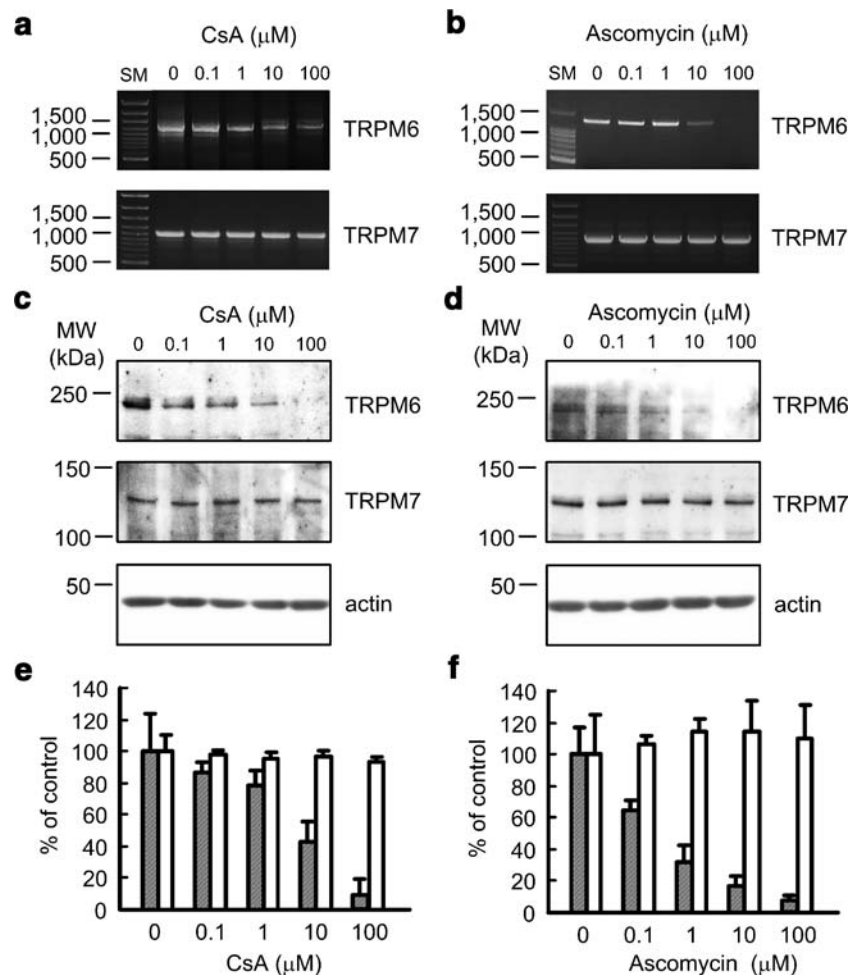 a
CsA (μM)
SM 0 0.1 1 10 100
1,500
1,000
500
TRPM6
1,500
1,000
500
TRPM7
b
Ascomycin (μM)
SM 0 0.1 1 10 100
1,500
1,000
500
TRPM6
1,500
1,000
500
TRPM7
c
CsA (μM)
MW
(kDa)
0 0.1 1 10 100
250
TRPM6
150
TRPM7
100
50
actin
d
Ascomycin (μM)
MW
(kDa)
0 0.1 1 10 100
250
TRPM6
150
TRPM7
100
50
actin
e
% of control
140
120
100
80
60
40
20
0
0 0.1 1 10 100
CsA (μM)
f
% of control
140
120
100
80
60
40
20
0
0 0.1 1 10 100
Ascomycin (μM)